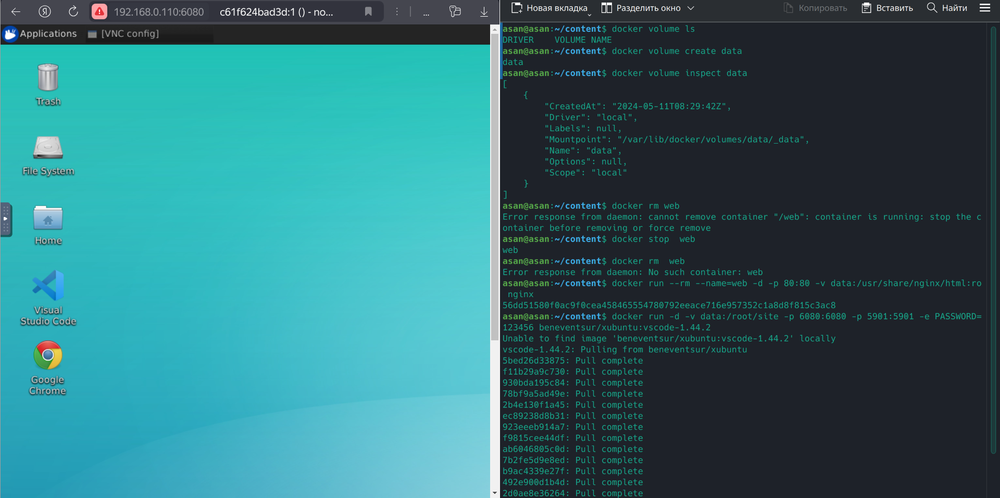 192.168.0.110:6080 c61f624bad3d:1 () - no... ...
Applications [VNC config]
Trash
File System
Home
Visual
Studio Code
Google
Chrome
Новая вкладка Разделить окно Копировать Вставить Найти
asan@asan:~/content$ docker volume ls
DRIVER    VOLUME NAME
asan@asan:~/content$ docker volume create data
data
asan@asan:~/content$ docker volume inspect data
[
    {
        "CreatedAt": "2024-05-11T08:29:42Z",
        "Driver": "local",
        "Labels": null,
        "Mountpoint": "/var/lib/docker/volumes/data/_data",
        "Name": "data",
        "Options": null,
        "Scope": "local"
    }
]
asan@asan:~/content$ docker rm web
Error response from daemon: cannot remove container "/web": container is running: stop the c
ontainer before removing or force remove
asan@asan:~/content$ docker stop  web
web
asan@asan:~/content$ docker rm  web
Error response from daemon: No such container: web
asan@asan:~/content$ docker run --rm --name=web -d -p 80:80 -v data:/usr/share/nginx/html:ro
 nginx
56dd51580f0ac9f0cea458465554780792eeace716e957352c1a8d8f815c3ac8
asan@asan:~/content$ docker run -d -v data:/root/site -p 6080:6080 -p 5901:5901 -e PASSWORD=
123456 beneventsur/xubuntu:vscode-1.44.2
Unable to find image 'beneventsur/xubuntu:vscode-1.44.2' locally
vscode-1.44.2: Pulling from beneventsur/xubuntu
5bed26d33875: Pull complete
f11b29a9c730: Pull complete
930bda195c84: Pull complete
78bf9a5ad49e: Pull complete
2b4e130f1a45: Pull complete
ec89238d8b31: Pull complete
923eeeb914a7: Pull complete
f9815cee44df: Pull complete
ab6046805c0d: Pull complete
7b2fe5d9e8ed: Pull complete
b9ac4339e27f: Pull complete
492e900d1b4d: Pull complete
2d0ae8e36264: Pull complete